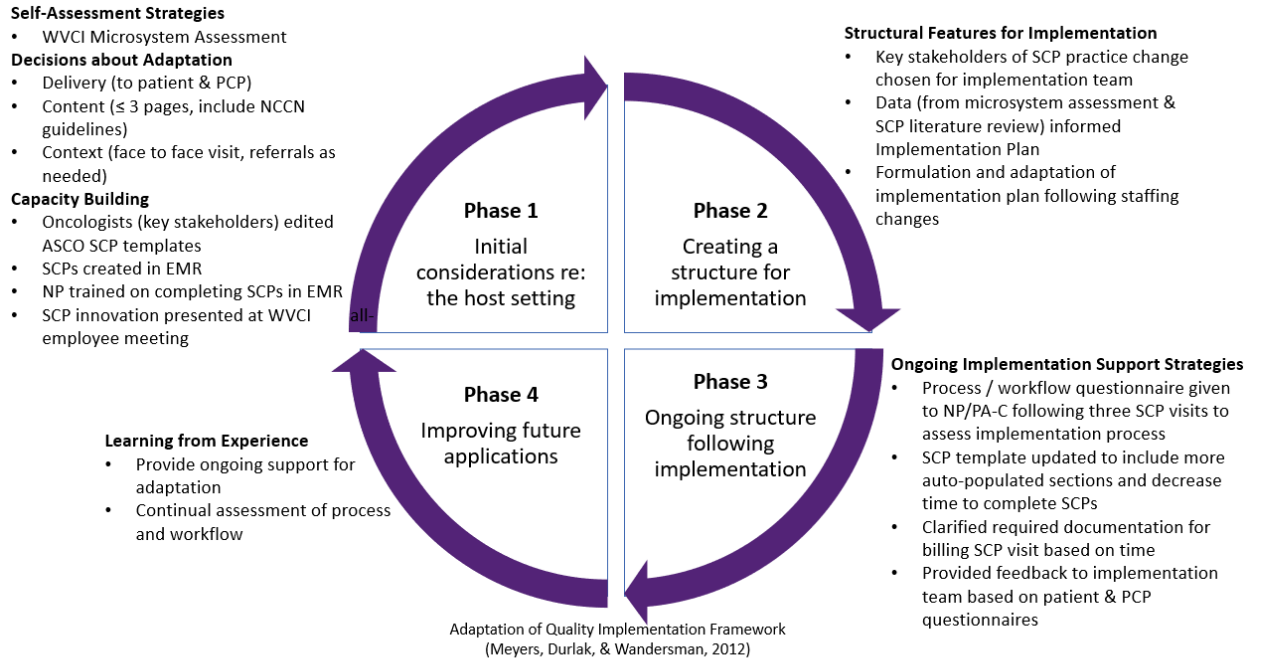 Self-Assessment Strategies
• WVCI Microsystem Assessment
Decisions about Adaptation
• Delivery (to patient & PCP)
• Content (≤ 3 pages, include NCCN
guidelines)
• Context (face to face visit, referrals as
needed)
Capacity Building
• Oncologists (key stakeholders) edited
ASCO SCP templates
• SCPs created in EMR
• NP trained on completing SCPs in EMR
• SCP innovation presented at WVCI all-
employee meeting
Phase 1
Initial
considerations re:
the host setting
Structural Features for Implementation
• Key stakeholders of SCP practice change
chosen for implementation team
• Data (from microsystem assessment &
SCP literature review) informed
Implementation Plan
• Formulation and adaptation of
implementation plan following staffing
changes
Phase 2
Creating a
structure for
implementation
Phase 3
Ongoing structure
following
implementation
Ongoing Implementation Support Strategies
• Process / workflow questionnaire given
to NP/PA-C following three SCP visits to
assess implementation process
• SCP template updated to include more
auto-populated sections and decrease
time to complete SCPs
• Clarified required documentation for
billing SCP visit based on time
• Provided feedback to implementation
team based on patient & PCP
questionnaires
Phase 4
Improving future
applications
Learning from Experience
• Provide ongoing support for
adaptation
• Continual assessment of process
and workflow
Adaptation of Quality Implementation Framework
(Meyers, Durlak, & Wandersman, 2012)